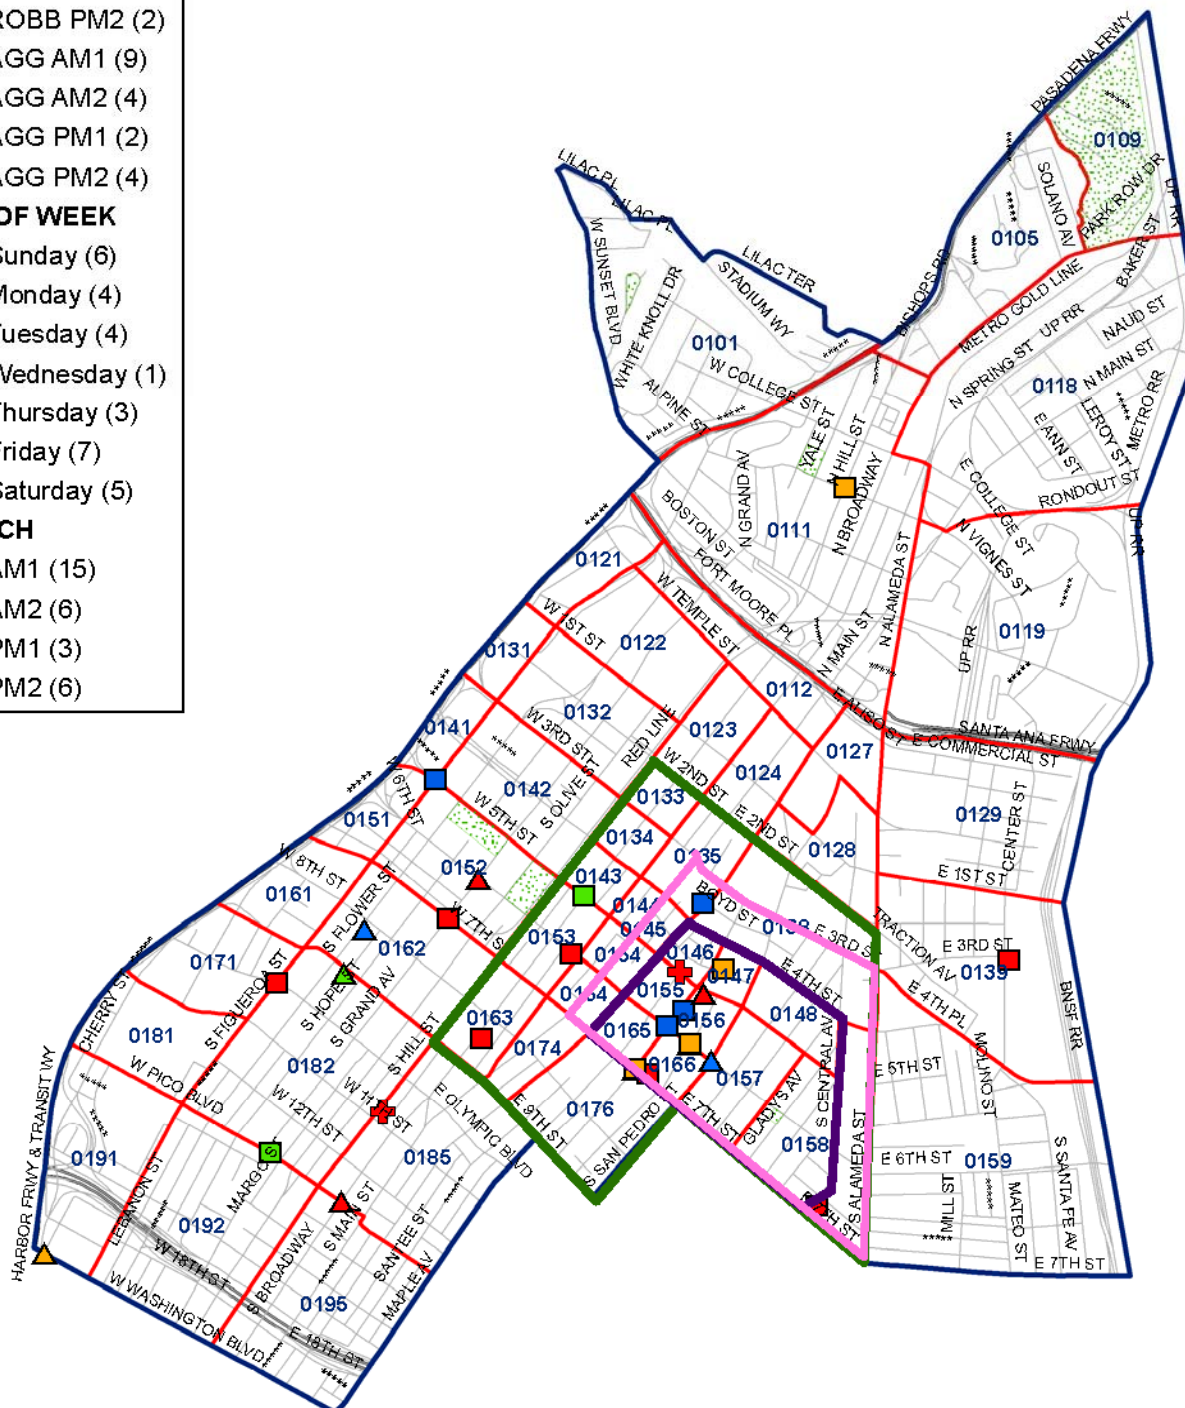 ROBB PM2 (2)
AGG AM1 (9)
AGG AM2 (4)
AGG PM1 (2)
AGG PM2 (4)
OF WEEK
Sunday (6)
Monday (4)
Tuesday (4)
Wednesday (1)
Thursday (3)
Friday (7)
Saturday (5)
CH
AM1 (15)
AM2 (6)
PM1 (3)
PM2 (6)
PASADENA FRWY
0109
PARK ROW DR
SOLANO AV
UP RR
0105
BAKER ST
LILAC PL
LILAC PL
LILAC TER
W SUNSET BLVD
WHITE KNOLL DR
STADIUM WY
BISHOPS RD
METRO GOLD LINE
UP RR
NAUD ST
N SPRING ST
N MAIN ST
0101
W COLLEGE ST
ALPINE ST
0118
LEROY ST
METRO RR
E ANN ST
YALE ST
N HILL ST
N BROADWAY
N GRAND AV
E COLLEGE ST
RONDOUT ST
UP RR
BOSTON ST
0111
N VIGNES ST
N ALAMEDA ST
FORT MOORE PL
0121
W TEMPLE ST
W 1ST ST
0122
N MAIN ST
UP RR
0119
0131
0112
E ALISO ST
SANTA ANA FRWY
E COMMERCIAL ST
0132
0123
0127
0141
W 3RD ST
RED LINE
W 2ND ST
0124
W 6TH ST
0142
S OLIVE ST
0133
E 2ND ST
0129
CENTER ST
0151
W 5TH ST
0134
0128
W 8TH ST
0152
0135
E 1ST ST
0161
S FLOWER ST
0143
0144
BOYD ST
0138
E 3RD ST
TRACTION AV
E 3RD ST
0139
W 7TH ST
0145
0162
0153
0154
0146
E 4TH ST
0147
E 4TH PL
0171
S FIGUEROA ST
S HOPE ST
S GRAND AV
0155
0148
BNSF RR
CHERRY ST
0164
0165
0156
S CENTRAL AV
MOLINO ST
0181
S HILL ST
0163
0174
0166
0157
E 5TH ST
W PICO BLVD
0182
W 11TH ST
W 12TH ST
E OLYMPIC BLVD
E 9TH ST
0176
S SAN PEDRO
E 7TH ST
GLADYS AV
0158
S ALAMEDA ST
HARBOR FRWY & TRANSIT WY
0191
0185
E 6TH ST
0159
S SANTA FE AV
LEBANON ST
S MAIN ST
SANTEE ST
MILL ST
MATEO ST
0192
W 18TH ST
S BROADWAY
MAPLE AV
E 7TH ST
W WASHINGTON BLVD
0195
E 18TH ST